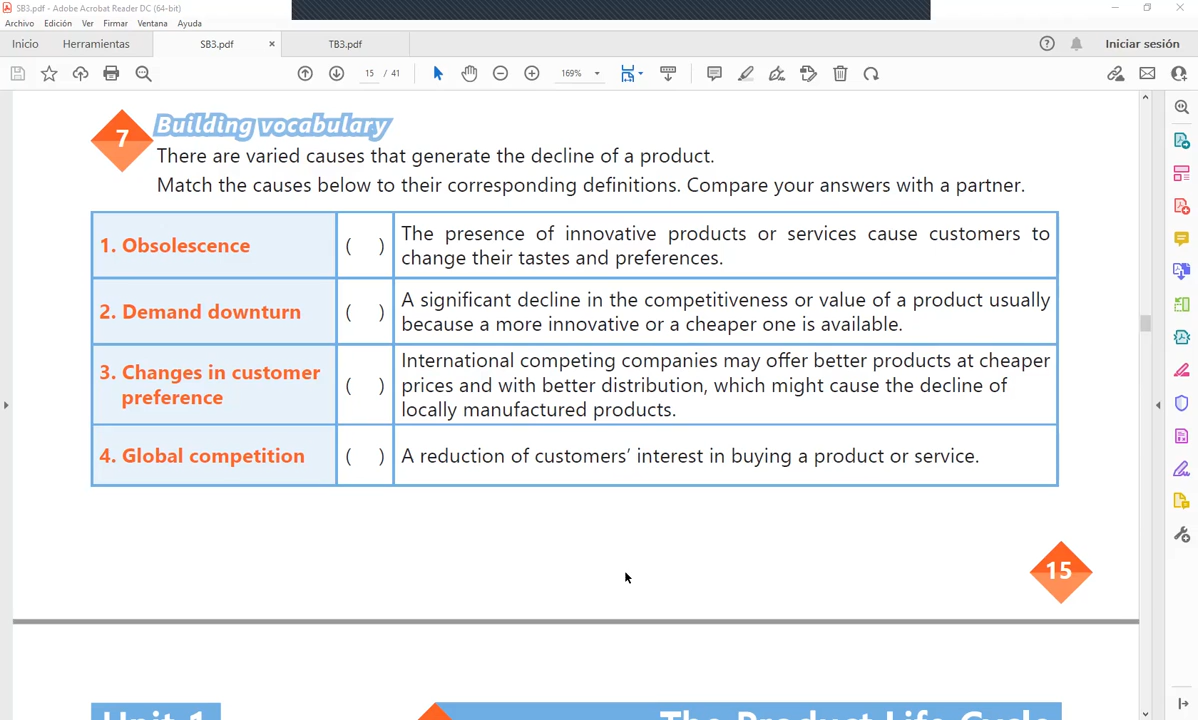 SB3.pdf - Adobe Acrobat Reader DC (64-bit)
Archivo Edición Ver Firmar Ventana Ayuda
Inicio Herramientas SB3.pdf × TB3.pdf Iniciar sesión
15 / 41 169%
7 Building vocabulary
There are varied causes that generate the decline of a product.
Match the causes below to their corresponding definitions. Compare your answers with a partner.
1. Obsolescence
( )
The presence of innovative products or services cause customers to
change their tastes and preferences.
2. Demand downturn
( )
A significant decline in the competitiveness or value of a product usually
because a more innovative or a cheaper one is available.
3. Changes in customer
preference
( )
International competing companies may offer better products at cheaper
prices and with better distribution, which might cause the decline of
locally manufactured products.
4. Global competition
( )
A reduction of customers' interest in buying a product or service.
15
Unit 1 The Product Life Cycle